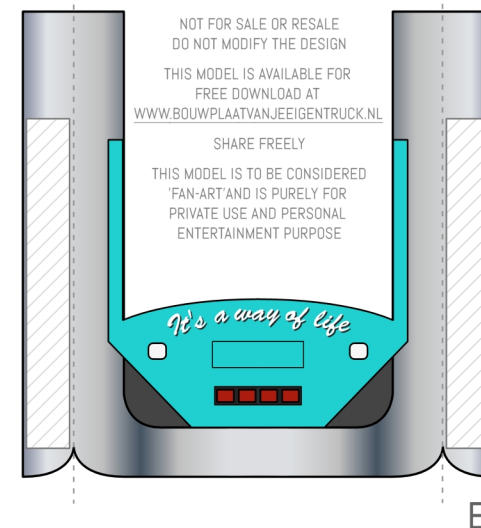 NOT FOR SALE OR RESALE
DO NOT MODIFY THE DESIGN
THIS MODEL IS AVAILABLE FOR
FREE DOWNLOAD AT
WWW.BOUWPLAATVANJEEIGENTRUCK.NL
SHARE FREELY
THIS MODEL IS TO BE CONSIDERED
'FAN-ART'AND IS PURELY FOR
PRIVATE USE AND PERSONAL
ENTERTAINMENT PURPOSE
It's a way of life